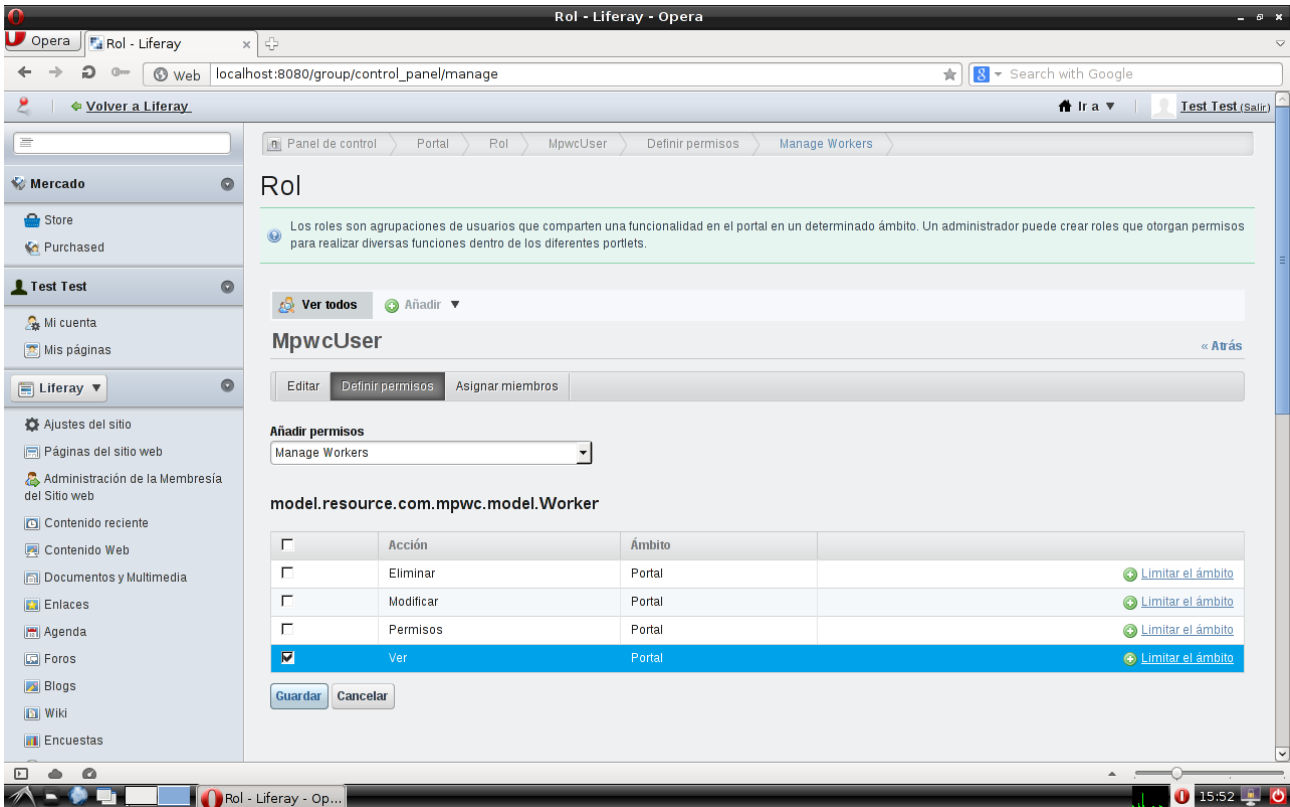 Rol - Liferay - Opera
Opera
Rol - Liferay
Web
localhost:8080/group/control_panel/manage
Search with Google
Volver a Liferay
Ir a ▼
Test Test (Salir)
Panel de control
Portal
Rol
MpwcUser
Definir permisos
Manage Workers
Mercado
Store
Purchased
Test Test
Mi cuenta
Mis páginas
Liferay ▼
Ajustes del sitio
Páginas del sitio web
Administración de la Membresía
del Sitio web
Contenido reciente
Contenido Web
Documentos y Multimedia
Enlaces
Agenda
Foros
Blogs
Wiki
Encuestas
Rol
Los roles son agrupaciones de usuarios que comparten una funcionalidad en el portal en un determinado ámbito. Un administrador puede crear roles que otorgan permisos
para realizar diversas funciones dentro de los diferentes portlets.
Ver todos
Añadir ▼
MpwcUser
« Atrás
Editar
Definir permisos
Asignar miembros
Añadir permisos
Manage Workers
model.resource.com.mpwc.model.Worker
Acción Ámbito
Eliminar Portal Limitar el ámbito
Modificar Portal Limitar el ámbito
Permisos Portal Limitar el ámbito
Ver Portal Limitar el ámbito
Guardar
Cancelar
Rol - Liferay - Op...
15:52